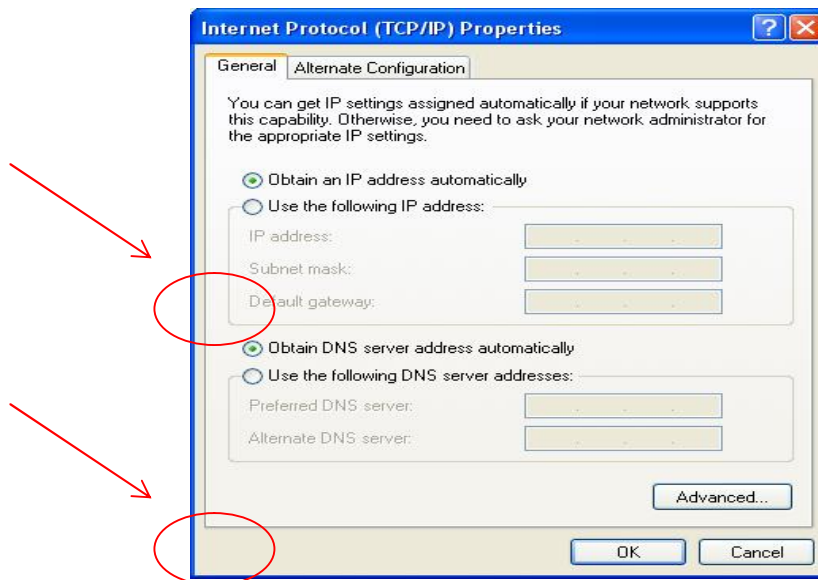 Internet Protocol (TCP/IP) Properties
General
Alternate Configuration
You can get IP settings assigned automatically if your network supports
this capability. Otherwise, you need to ask your network administrator for
the appropriate IP settings.
Obtain an IP address automatically
Use the following IP address:
IP address:
Subnet mask:
Default gateway:
Obtain DNS server address automatically
Use the following DNS server addresses:
Preferred DNS server:
Alternate DNS server:
Advanced...
OK
Cancel